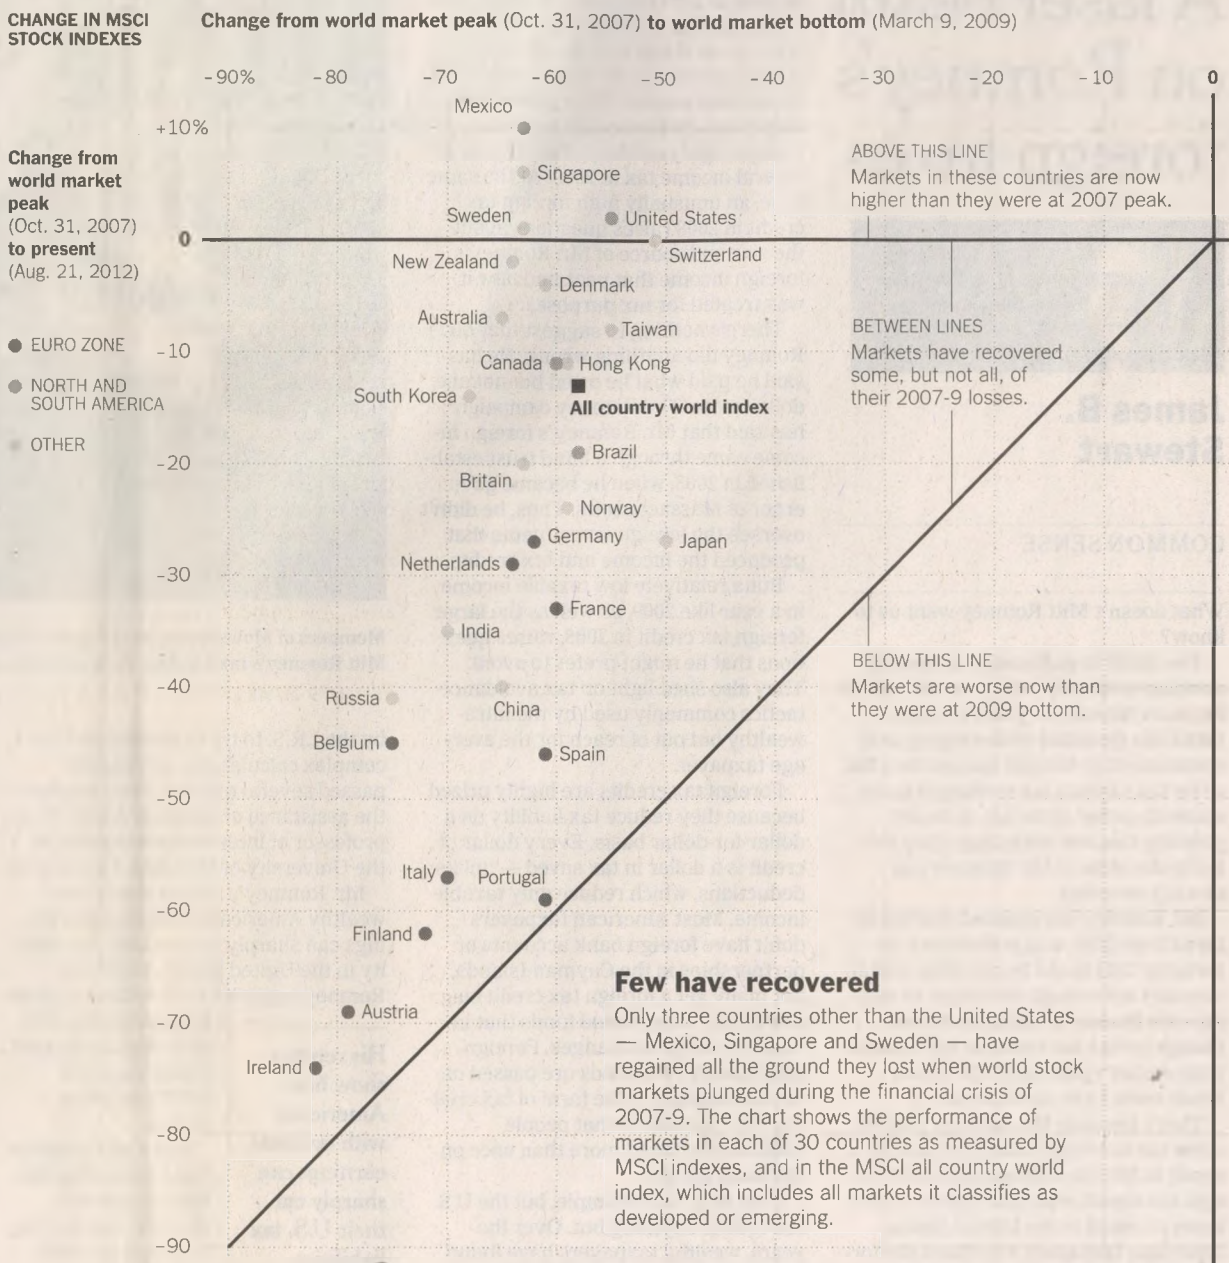 CHANGE IN MSCI
STOCK INDEXES
Change from world market peak (Oct. 31, 2007) to world market bottom (March 9, 2009)
-90% -80 -70 -60 -50 -40 -30 -20 -10 0
Mexico
+10%
Change from
world market
peak
(Oct. 31, 2007)
to present
(Aug. 21, 2012)
ABOVE THIS LINE
Markets in these countries are now
higher than they were at 2007 peak.
Singapore
Sweden
United States
0
Switzerland
New Zealand
Denmark
Australia
Taiwan
BETWEEN LINES
Markets have recovered
some, but not all, of
their 2007-9 losses.
EURO ZONE
-10
Canada
Hong Kong
NORTH AND
SOUTH AMERICA
South Korea
All country world index
OTHER
-20
Brazil
Britain
Norway
Germany
Japan
Netherlands
-30
France
India
BELOW THIS LINE
Markets are worse now than
they were at 2009 bottom.
-40
Russia
China
Belgium
Spain
-50
Italy
Portugal
-60
Finland
-70
Austria
Ireland
-80
-90
Few have recovered
Only three countries other than the United States
— Mexico, Singapore and Sweden — have
regained all the ground they lost when world stock
markets plunged during the financial crisis of
2007-9. The chart shows the performance of
markets in each of 30 countries as measured by
MSCI indexes, and in the MSCI all country world
index, which includes all markets it classifies as
developed or emerging.